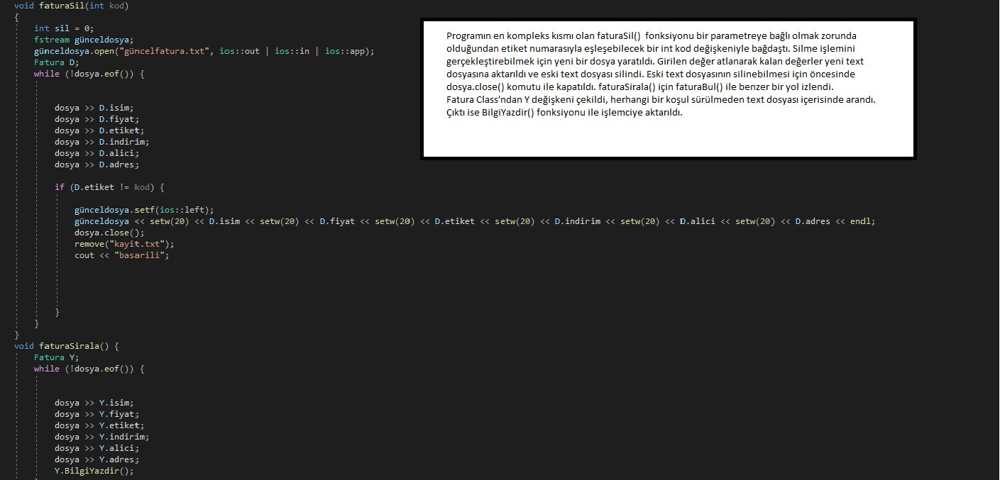 void faturaSil(int kod)
{
int sil = 0;
fstream günceldosya;
günceldosya.open("güncelfatura.txt", ios::out | ios::in | ios::app);
Fatura D;
while (!dosya.eof()) {
dosya >> D.isim;
dosya >> D.fiyat;
dosya >> D.etiket;
dosya >> D.indirim;
dosya >> D.alici;
dosya >> D.adres;
if (D.etiket != kod) {
günceldosya.setf(ios::left);
günceldosya << setw(20) << D.isim << setw(20) << D.fiyat << setw(20) << D.etiket << setw(20) << D.indirim << setw(20) << D.alici << setw(20) << D.adres << endl;
dosya.close();
remove("kayit.txt");
cout << "basarili";
}
}
}
void faturaSirala() {
Fatura Y;
while (!dosya.eof()) {
dosya >> Y.isim;
dosya >> Y.fiyat;
dosya >> Y.etiket;
dosya >> Y.indirim;
dosya >> Y.alici;
dosya >> Y.adres;
Y.BilgiYazdir();
Programın en kompleks kısmı olan faturaSil() fonksiyonu bir parametreye bağlı olmak zorunda
olduğundan etiket numarasıyla eşleşebilecek bir int kod değişkeniyle bağdaştı. Silme işlemini
gerçekleştirebilmek için yeni bir dosya yaratıldı. Girilen değer atlanarak kalan değerler yeni text
dosyasına aktarıldı ve eski text dosyası silindi. Eski text dosyasının silinebilmesi için öncesinde
dosya.close() komutu ile kapatıldı. faturaSirala() için faturaBul() ile benzer bir yol izlendi.
Fatura Class'ndan Y değişkeni çekildi, herhangi bir koşul sürülmeden text dosyası içerisinde arandı.
Çıktı ise BilgiYazdir() fonksiyonu ile işlemciye aktarıldı.